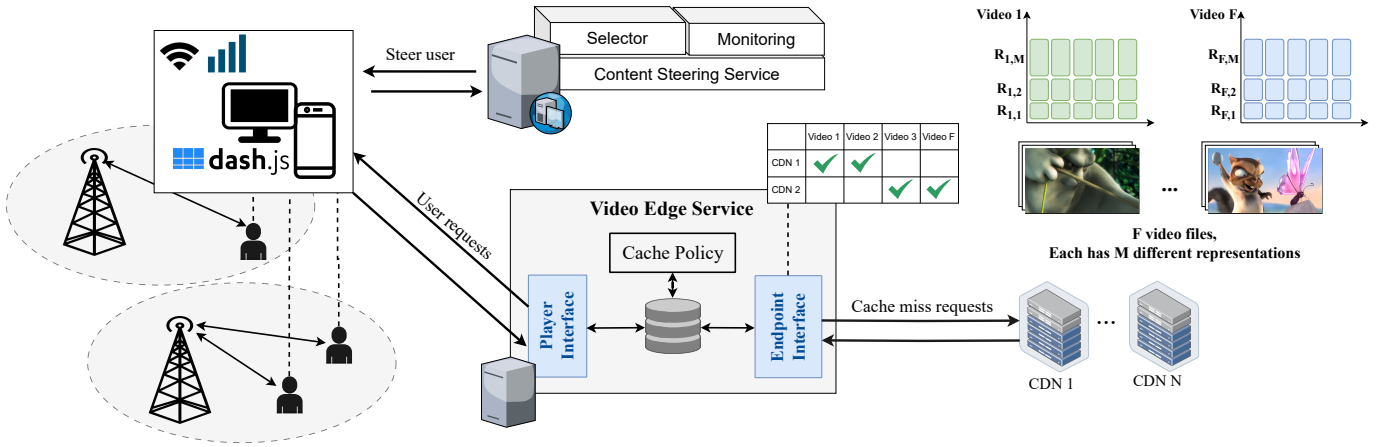 Steer user
Selector
Monitoring
Content Steering Service
dash.js
User requests
Video 1 Video 2 Video 3 Video F
CDN 1
CDN 2
Video Edge Service
Cache Policy
Player
Interface
Endpoint
Interface
Cache miss requests
Video 1
R1,M
R1,2
R1,1
Video F
RF,M
RF,2
RF,1
...
F video files,
Each has M different representations
...
CDN 1
CDN N